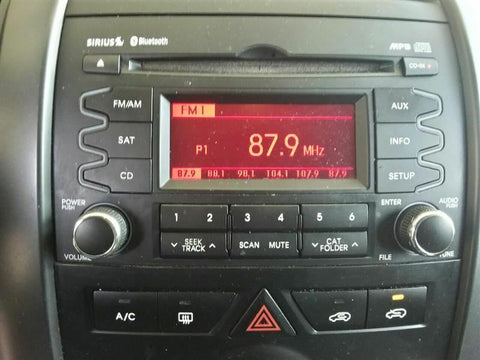 SIRIUS Bluetooth MP3
CD-IN
FM/AM FM1 AUX
SAT P1 87.9 MHz INFO
CD 87.9 88.1 98.1 104.1 107.9 87.9 SETUP
POWER PUSH 1 2 3 4 5 6 ENTER AUDIO PUSH
SEEK TRACK SCAN MUTE CAT FOLDER
VOLUME FILE TUNE
A/C